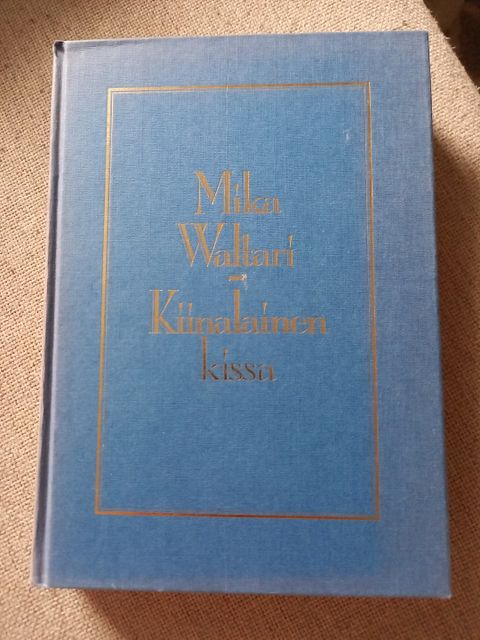 Mika
Waltari
–
Kiinalainen
kissa